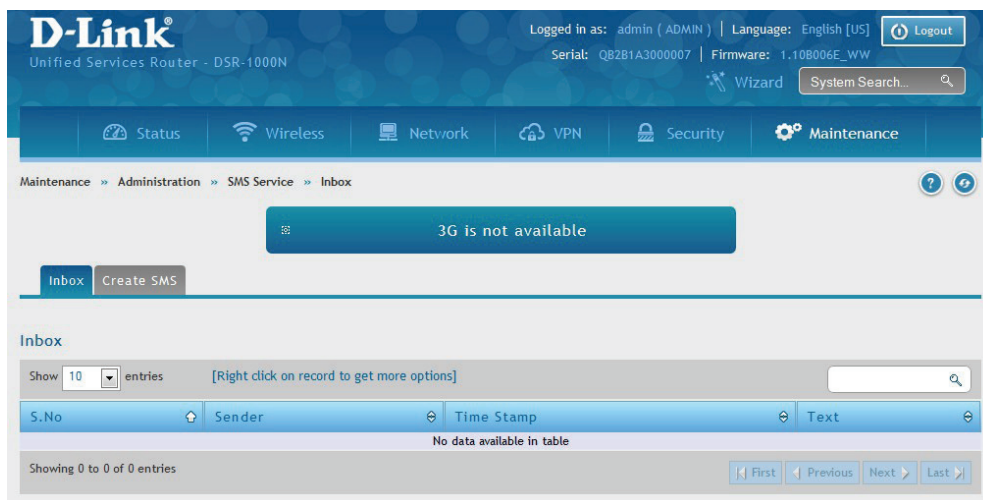 D-Link®
Unified Services Router - DSR-1000N
Logged in as: admin ( ADMIN ) | Language: English [US]
Logout
Serial: QB2B1A3000007 | Firmware: 1.10B006E_WW
Wizard
System Search...
Status Wireless Network VPN Security Maintenance
Maintenance » Administration » SMS Service » Inbox
?
3G is not available
Inbox Create SMS
Inbox
Show 10 entries [Right click on record to get more options]
S.No Sender Time Stamp Text
No data available in table
Showing 0 to 0 of 0 entries
First Previous Next Last